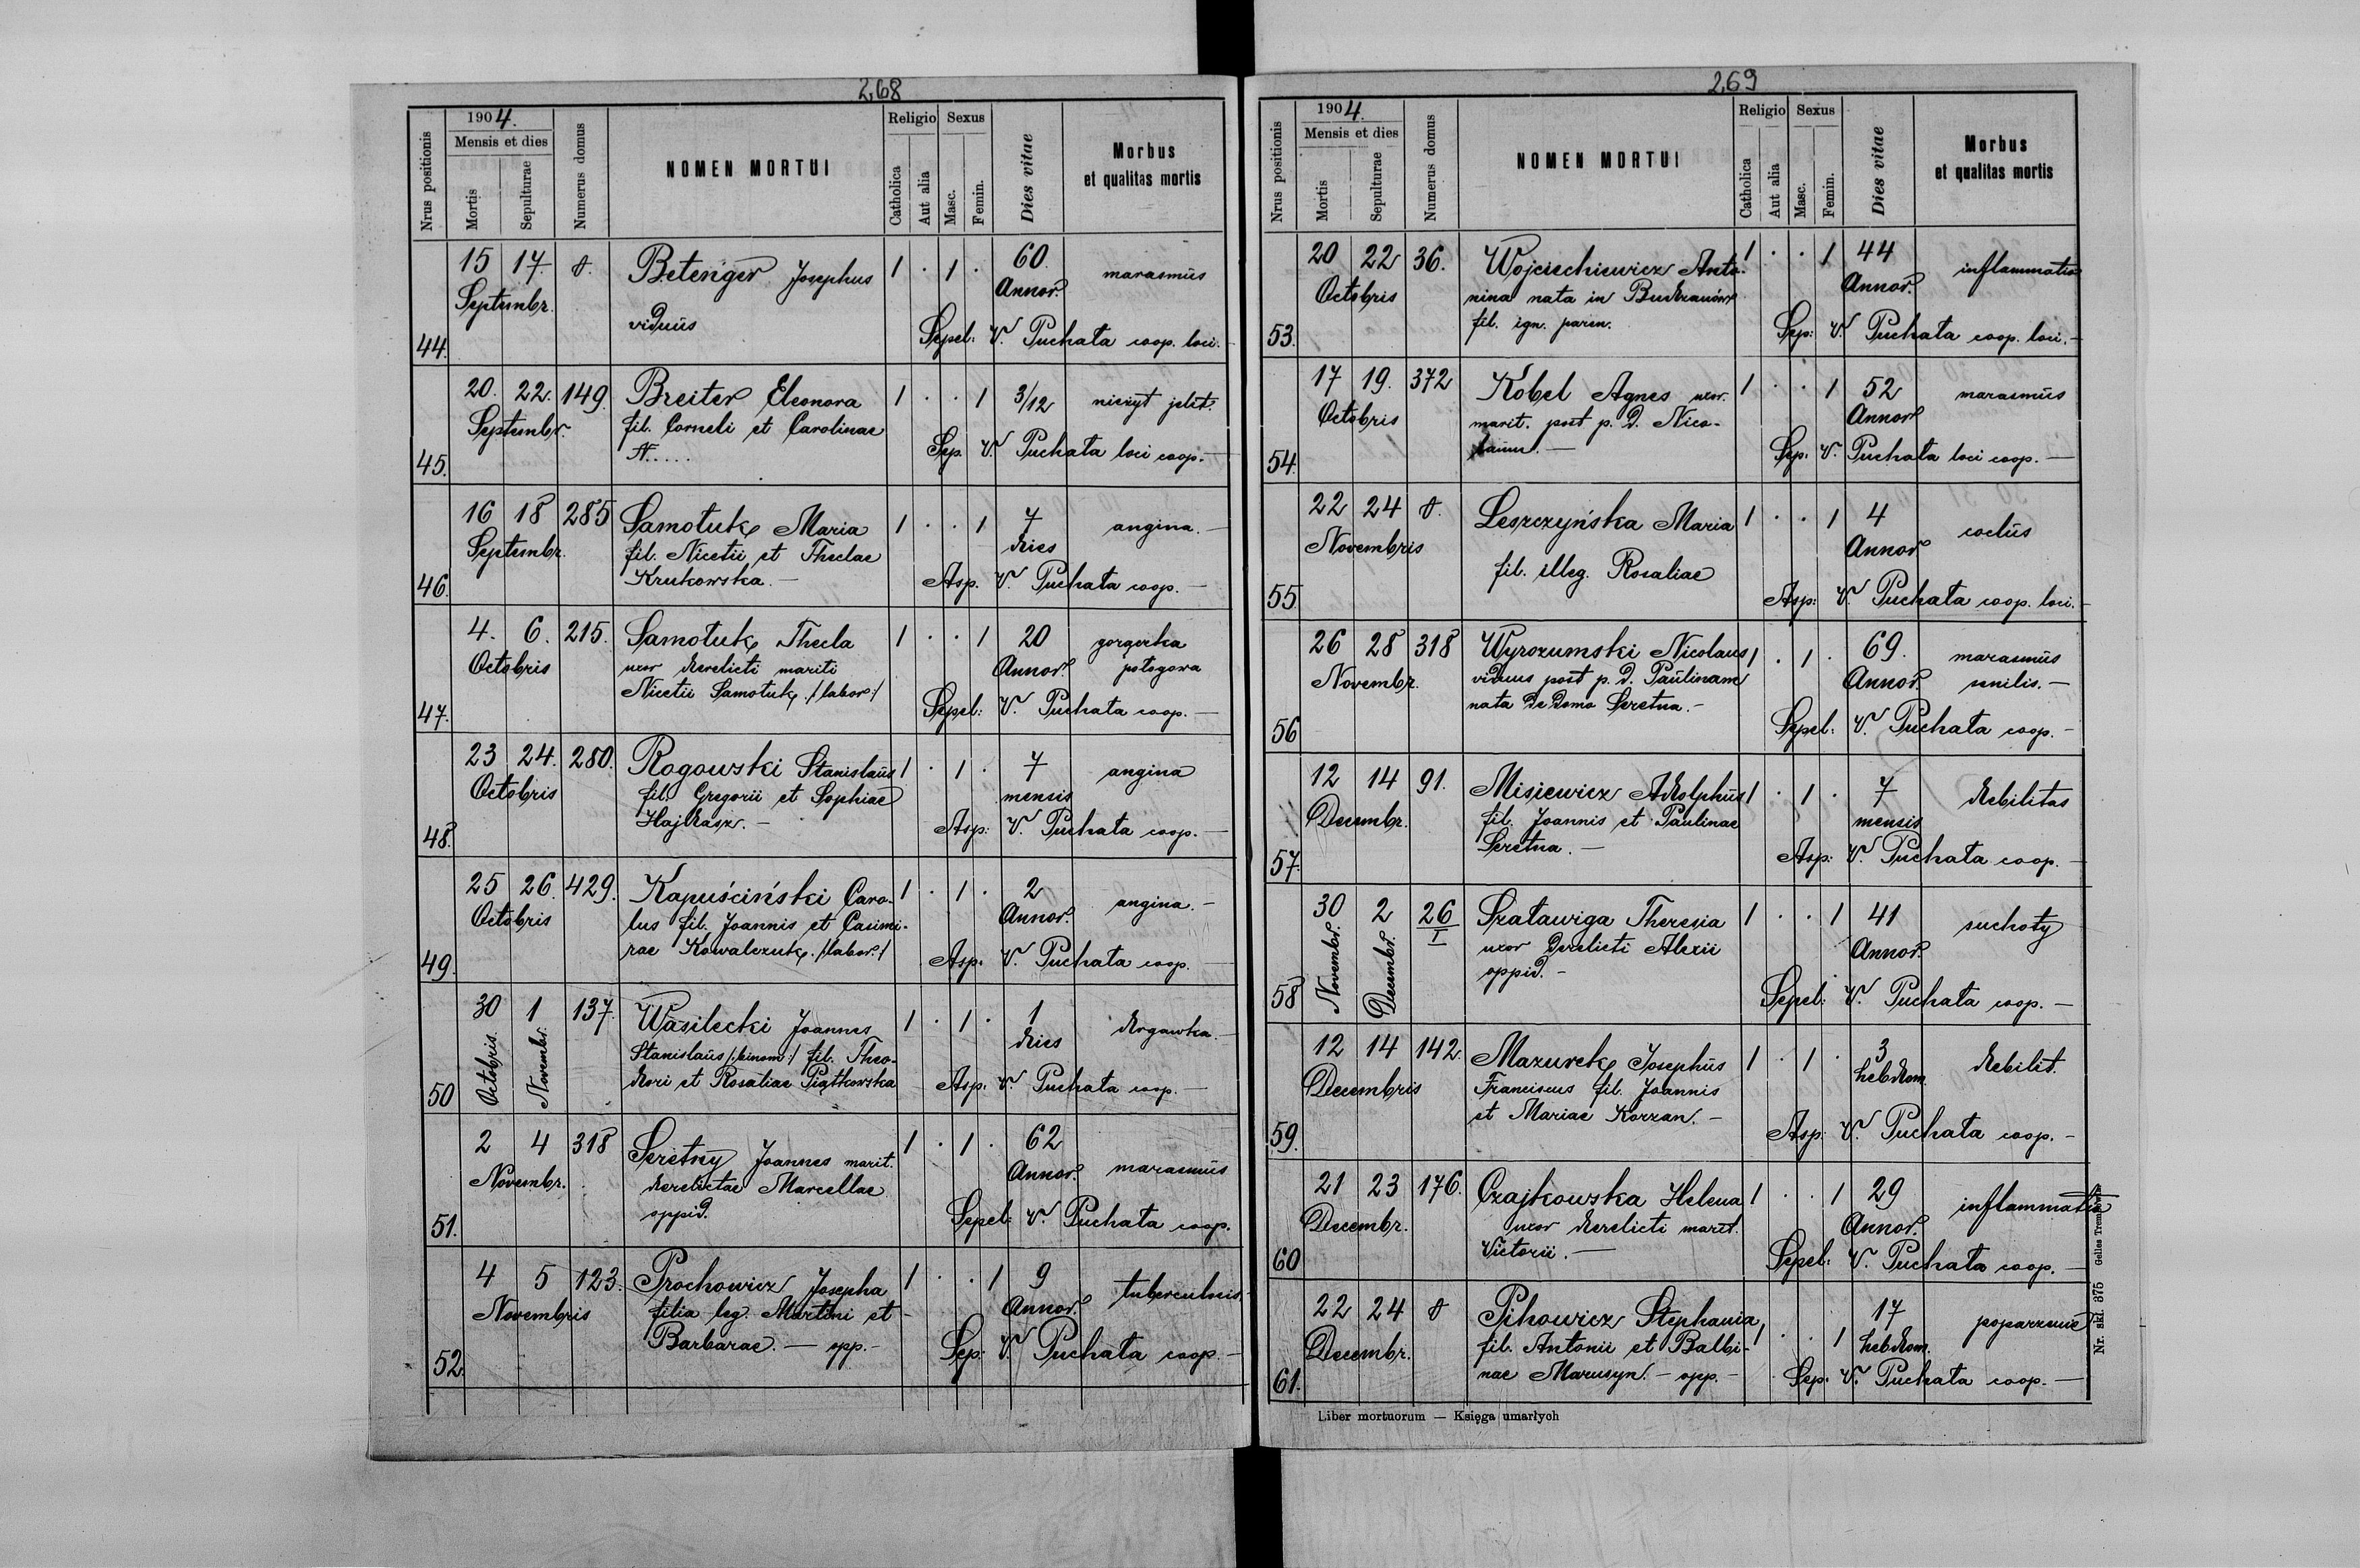 268
1904.
Nrus positionis
Mensis et dies
Mortis
Sepulturae
Numerus domus
NOMEN MORTUI
Religio
Catholica
Aut alia
Sexus
Masc.
Femin.
Dies vitae
Morbus
et qualitas mortis
44. 15 17. Septembr. Josephus 1 . 1 . 60. Annor. marasmus
viduus
Sepel: V. Puchata coop. loci.
45. 20. 22. 149. Septembr. Breiter Eleonora 1 . . 1 3/12 nieżyt jelit.
fil. Corneli et Carolinae
N.....
Sep. V. Puchata loci coop.
46. 16 18 285 Septembr. Samotuk Maria 1 . . 1 7 dies angina.
fil. Nicetii et Theclae
Krukowska. —
Asp. V. Puchata coop. —
47. 4. 6. 215. Octobris Samotuk Thecla 1 . . 1 20 Annor. gorączka
uxor derelicti mariti połogowa
Nicetii Samotuk. /labor:/
Sepel: V. Puchata coop. —
48. 23 24. 280. Octobris Rogowski Stanislaus 1 . 1 . 7 mensis angina
fil. Gregorii et Sophiae
Hajdasz. —
Asp: V. Puchata coop. —
49. 25 26 429. Octobris Kapuściński Caro- 1 . 1 . 2 Annor. angina. —
lus fil. Joannis et Casimi-
rae Kowalczuk. /labor:/
Asp. V. Puchata coop.
50 30 Octobris. 1 Novembr. 137. Wasilecki Joannes 1 . 1 . 1 dies drgawka.
Stanislaus /:binom:/ fil. Theo-
dori et Rosaliae Piątkowska
Asp. V. Puchata coop.
51. 2 4 318 Novembr. Seretny Joannes marit. 1 . 1 . 62 Annor. marasmus
derelictae Marcellae
oppid.
Sepel: V. Puchata coop.
52. 4 5 123. Novembris Prochowicz Josepha 1 . . 1 9 Annor. tuberculosis.
filia leg. Martini et
Barbarae. — opp. —
Sep: V. Puchata coop. —
269
1904.
Nrus positionis
Mensis et dies
Mortis
Sepulturae
Numerus domus
NOMEN MORTUI
Religio
Catholica
Aut alia
Sexus
Masc.
Femin.
Dies vitae
Morbus
et qualitas mortis
53. 20 22 36. Octobris Wojciechiewicz Anto- 1 . . 1 44 Annor. inflammatio
nina nata in Budzanów
fil. ign. paren.
Sep: V. Puchata coop. loci. —
54. 17 19. 372 Octobris Kobel Agnes uxor. 1 . . 1 52 Annor marasmus
marit. post p. d. Nico-
laum. —
Sep. V. Puchata loci coop. —
55. 22 24 Novembris Leszczyńska Maria 1 . . 1 4 Annor
fil. illeg. Rosaliae
Asp: V. Puchata coop. loci. —
56 26 28 318 Novembr. Wyrozumski Nicolaus 1 . 1 . 69. Annor. marasmus
viduus post p. d. Paulinam senilis. —
nata de domo Seretna. —
Sepel: V. Puchata coop. —
57. 12 14 91. Decembr. Misiewicz Adolphus 1 . 1 . 7 mensis debilitas
fil. Joannis et Paulinae
Seretna. —
Asp: V. Puchata coop. —
58 30 Novembr. 2 Decembr. 26/I Szatawiga Theresia 1 . . 1 41 Annor. suchoty
uxor derelicti Alexii
oppid. —
Sepel: V. Puchata coop. —
59. 12 14 142. Decembris Mazurek Josephus 1 . 1 . 3 hebdom. debilit.
Franciscus fil. Joannis
et Mariae Korzan. —
Asp: V. Puchata coop. —
60 21 23 176. Decembr. Czajkowska Helena 1 . . 1 29 Annor. inflammatio
uxor derelicti marit.
Victorii. —
Sepel: V. Puchata coop. —
61. 22 24 Decembr. Pihowicz Stephania 1 . . 1 17 hebdom. poparzenie
fil. Antonii et Balbi-
nae Marusyn. — opp. —
Sep. V. Puchata coop. —
Liber mortuorum — Księga umarłych
Nr. skł. 375